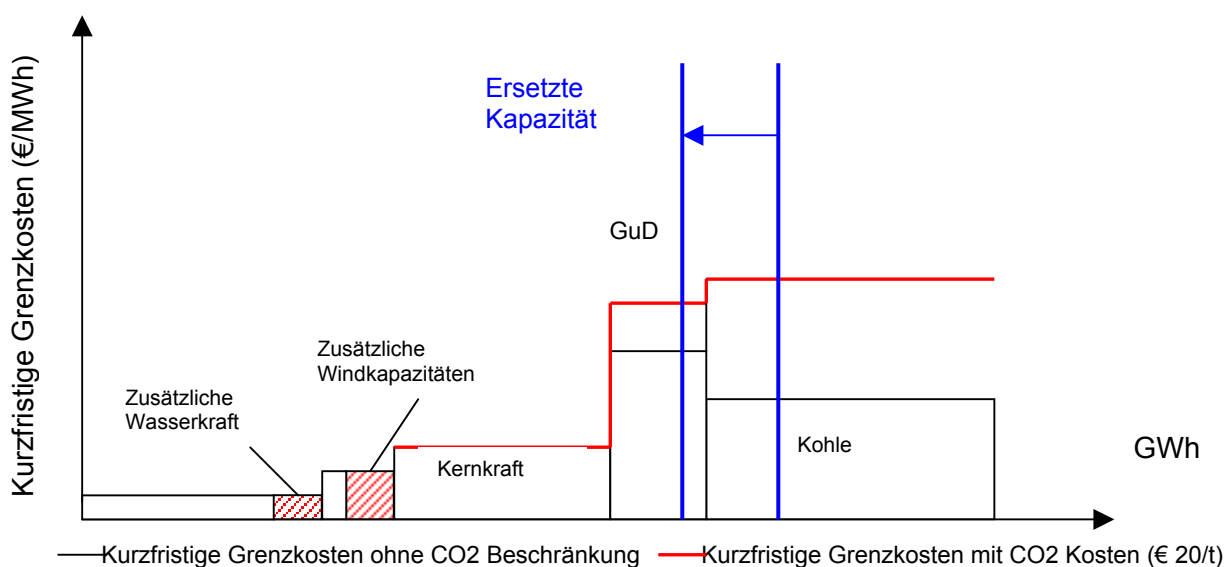 Kurzfristige Grenzkosten (€/MWh)
Ersetzte
Kapazität
GuD
Zusätzliche
Windkapazitäten
Zusätzliche
Wasserkraft
Kernkraft
Kohle
GWh
Kurzfristige Grenzkosten ohne CO2 Beschränkung
Kurzfristige Grenzkosten mit CO2 Kosten (€ 20/t)